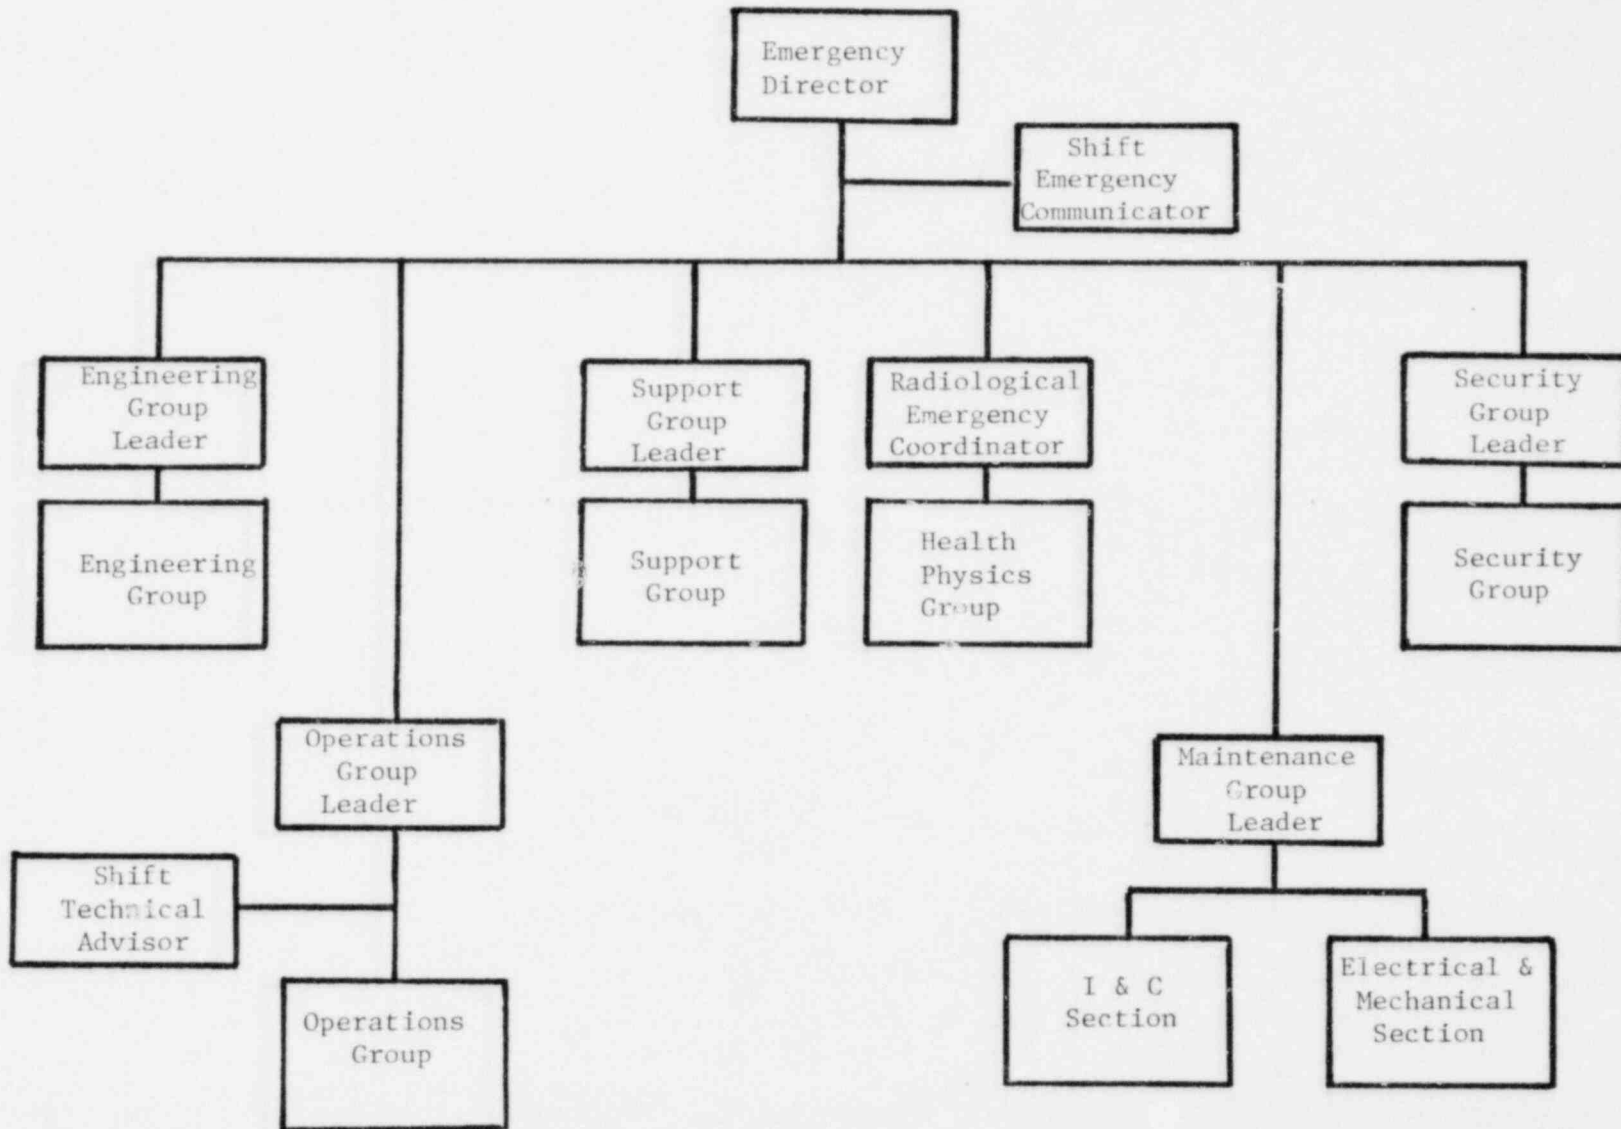 Emergency
Director
Shift
Emergency
Communicator
Engineering
Group
Leader
Support
Group
Leader
Radiological
Emergency
Coordinator
Security
Group
Leader
Engineering
Group
Support
Group
Health
Physics
Group
Security
Group
Operations
Group
Leader
Maintenance
Group
Leader
Shift
Technical
Advisor
Operations
Group
I & C
Section
Electrical &
Mechanical
Section